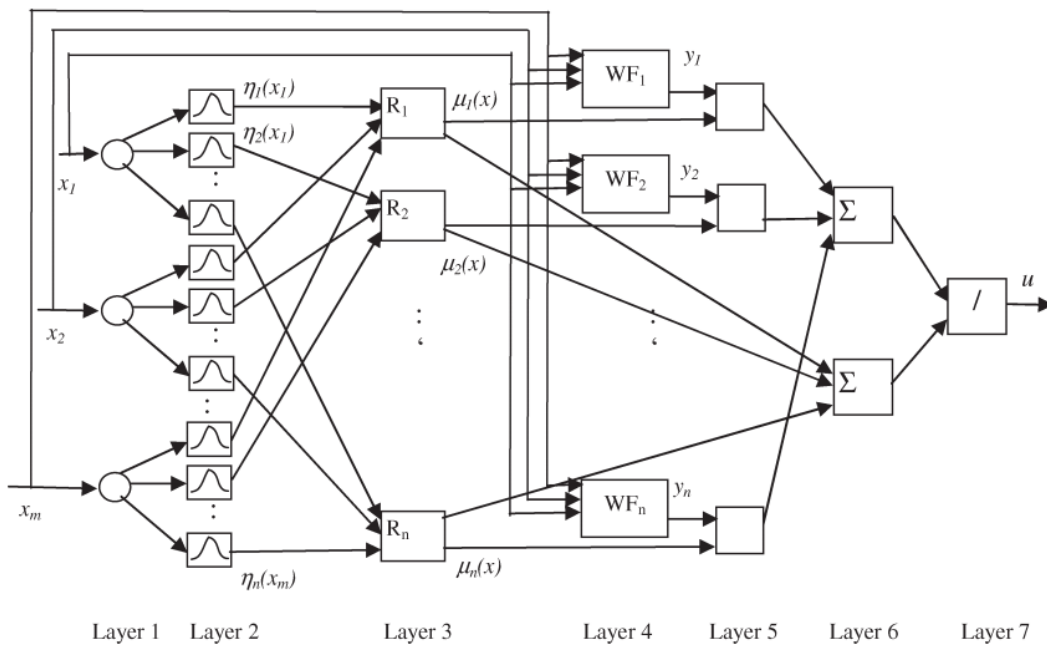 y₁
WF₁
η₁(x₁)
R₁
μ₁(x)
η₂(x₁)
x₁
WF₂
y₂
R₂
Σ
μ₂(x)
u
/
x₂
Σ
yₙ
WFₙ
xₘ
Rₙ
μₙ(x)
ηₙ(xₘ)
Layer 1 Layer 2 Layer 3 Layer 4 Layer 5 Layer 6 Layer 7